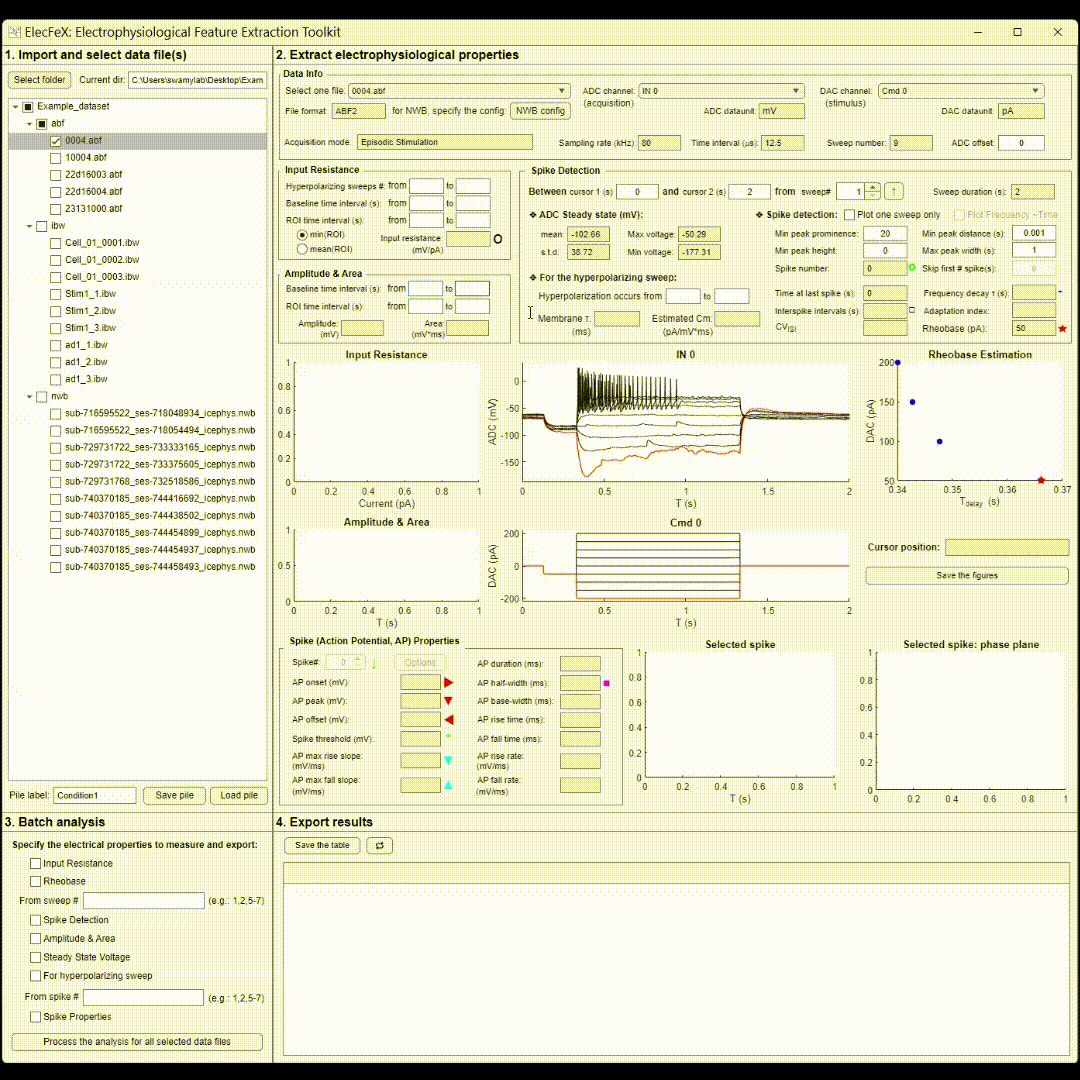 ElecFeX: Electrophysiological Feature Extraction Toolkit
1. Import and select data file(s)
Select folder Current dir: C:\Users\swamylab\Desktop\Exam
Example_dataset
abf
0004.abf
10004.abf
22d16003.abf
22d16004.abf
23131000.abf
ibw
Cell_01_0001.ibw
Cell_01_0002.ibw
Cell_01_0003.ibw
Stim1_1.ibw
Stim1_2.ibw
Stim1_3.ibw
ad1_1.ibw
ad1_2.ibw
ad1_3.ibw
nwb
sub-716595522_ses-718048934_icephys.nwb
sub-716595522_ses-718054494_icephys.nwb
sub-729731722_ses-733333165_icephys.nwb
sub-729731722_ses-733375605_icephys.nwb
sub-729731768_ses-732518586_icephys.nwb
sub-740370185_ses-744416692_icephys.nwb
sub-740370185_ses-744438502_icephys.nwb
sub-740370185_ses-744454899_icephys.nwb
sub-740370185_ses-744454937_icephys.nwb
sub-740370185_ses-744458493_icephys.nwb
Pile label: Condition1 Save pile Load pile
2. Extract electrophysiological properties
Data Info
Select one file: 0004.abf ADC channel: IN 0 DAC channel: Cmd 0
(acquisition) (stimulus)
File format: ABF2 for NWB, specify the config: NWB config ADC dataunit: mV DAC dataunit: pA
Acquisition mode: Episodic Stimulation Sampling rate (kHz): 80 Time interval (μs): 12.5 Sweep number: 9 ADC offset: 0
Input Resistance
Hyperpolarizing sweeps # from to
Baseline time interval (s): from to
ROI time interval (s): from to
min(ROI) Input resistance:
mean(ROI) (mV/pA)
Amplitude & Area
Baseline time interval (s): from to
ROI time interval (s): from to
Amplitude: Area:
(mV) (mV*ms)
Spike Detection
Between cursor 1 (s) 0 and cursor 2 (s) 2 from sweep# 1 ↑ Sweep duration (s): 2
❖ ADC Steady state (mV): ❖ Spike detection: Plot one sweep only Plot Frequency ~Time
mean: -102.66 Max voltage: -50.29 Min peak prominence: 20 Min peak distance (s): 0.001
s.t.d. 38.72 Min voltage: -177.31 Min peak height: 0 Max peak width (s): 1
Spike number: 0 Skip first # spike(s): 0
❖ For the hyperpolarizing sweep:
Hyperpolarization occurs from to Time at last spike (s): 0 Frequency decay τ (s):
Interspike intervals (s): Adaptation index:
Membrane τ: Estimated Cm: CVISI Rheobase (pA): 50
(ms) (pA/mV*ms)
Input Resistance
1
0.8
0.6
0.4
0.2
0
0 0.2 0.4 0.6 0.8 1
Current (pA)
IN 0
ADC (mV)
0
-50
-100
-150
0 0.5 1 1.5 2
T (s)
Rheobase Estimation
DAC (pA)
200
150
100
50
0.34 0.35 0.36 0.37
Tdelay (s)
Amplitude & Area
1
0.5
0
0 0.2 0.4 0.6 0.8 1
T (s)
Cmd 0
DAC (pA)
200
0
-200
0 0.5 1 1.5 2
T (s)
Cursor position:
Save the figures
Spike (Action Potential, AP) Properties
Spike#: 0 ↓ Options AP duration (ms):
AP onset (mV): AP half-width (ms):
AP peak (mV): AP base-width (ms):
AP offset (mV): AP rise time (ms):
Spike threshold (mV): AP fall time (ms):
AP max rise slope: AP rise rate:
(mV/ms) (mV/ms)
AP max fall slope: AP fall rate:
(mV/ms) (mV/ms)
Selected spike
1
0.8
0.6
0.4
0.2
0
0 0.2 0.4 0.6 0.8 1
T (s)
Selected spike: phase plane
1
0.8
0.6
0.4
0.2
0
0 0.2 0.4 0.6 0.8 1
3. Batch analysis
Specify the electrical properties to measure and export:
Input Resistance
Rheobase
From sweep # (e.g.: 1,2,5-7)
Spike Detection
Amplitude & Area
Steady State Voltage
For hyperpolarizing sweep
From spike # (e.g.: 1,2,5-7)
Spike Properties
Process the analysis for all selected data files
4. Export results
Save the table